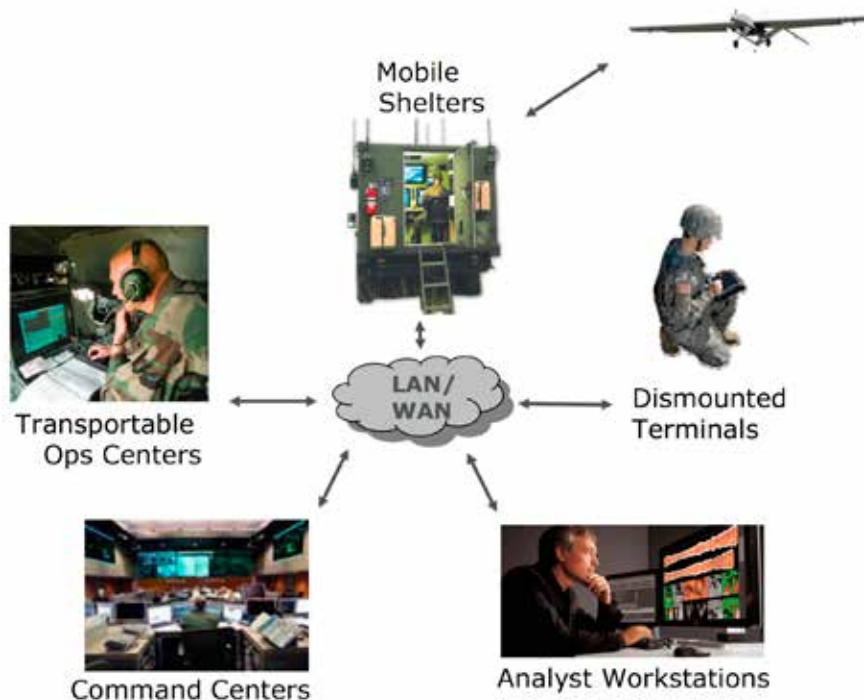 Mobile
Shelters
LAN/
WAN
Transportable
Ops Centers
Dismounted
Terminals
Command Centers
Analyst Workstations